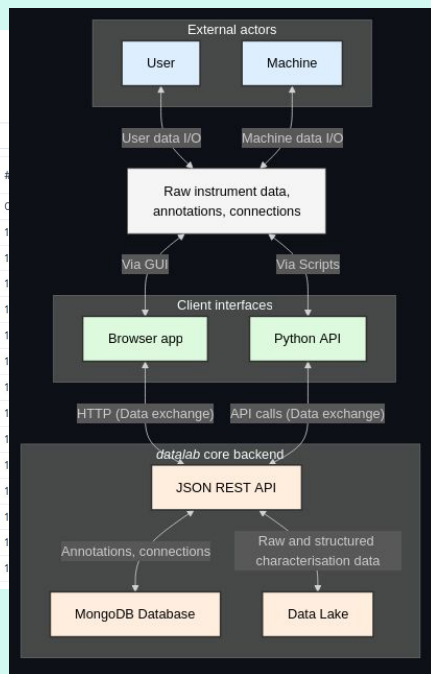 External actors
User
Machine
User data I/O
Machine data I/O
#
Raw instrument data,
annotations, connections
Via GUI
Via Scripts
Client interfaces
Browser app
Python API
HTTP (Data exchange)
API calls (Data exchange)
datalab core backend
JSON REST API
Annotations, connections
Raw and structured
characterisation data
MongoDB Database
Data Lake